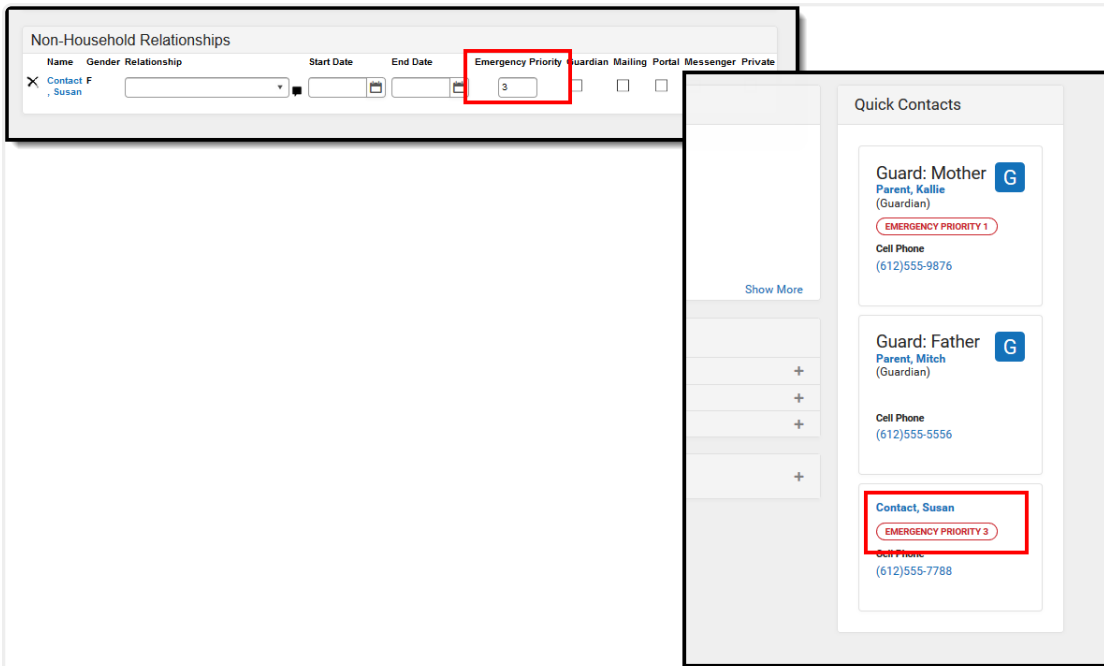 Non-Household Relationships
Name Gender Relationship Start Date End Date Emergency Priority Guardian Mailing Portal Messenger Private
Contact F 3
, Susan
Quick Contacts
Guard: Mother G
Parent, Kallie
(Guardian)
EMERGENCY PRIORITY 1
Cell Phone
(612)555-9876
Show More
Guard: Father G
Parent, Mitch
(Guardian)
Cell Phone
(612)555-5556
Contact, Susan
EMERGENCY PRIORITY 3
Cell Phone
(612)555-7788